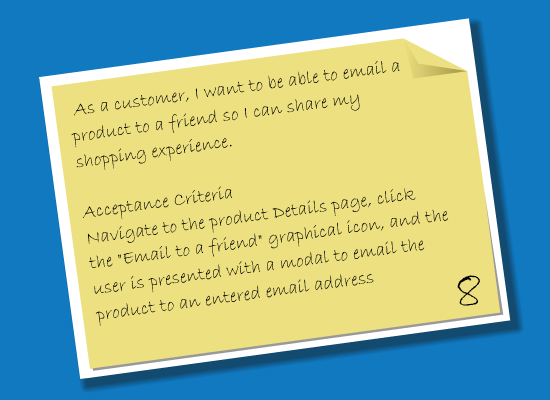 As a customer, I want to be able to email a
product to a friend so I can share my
shopping experience.
Acceptance Criteria
Navigate to the product Details page, click
the "Email to a friend" graphical icon, and the
user is presented with a modal to email the
product to an entered email address
8